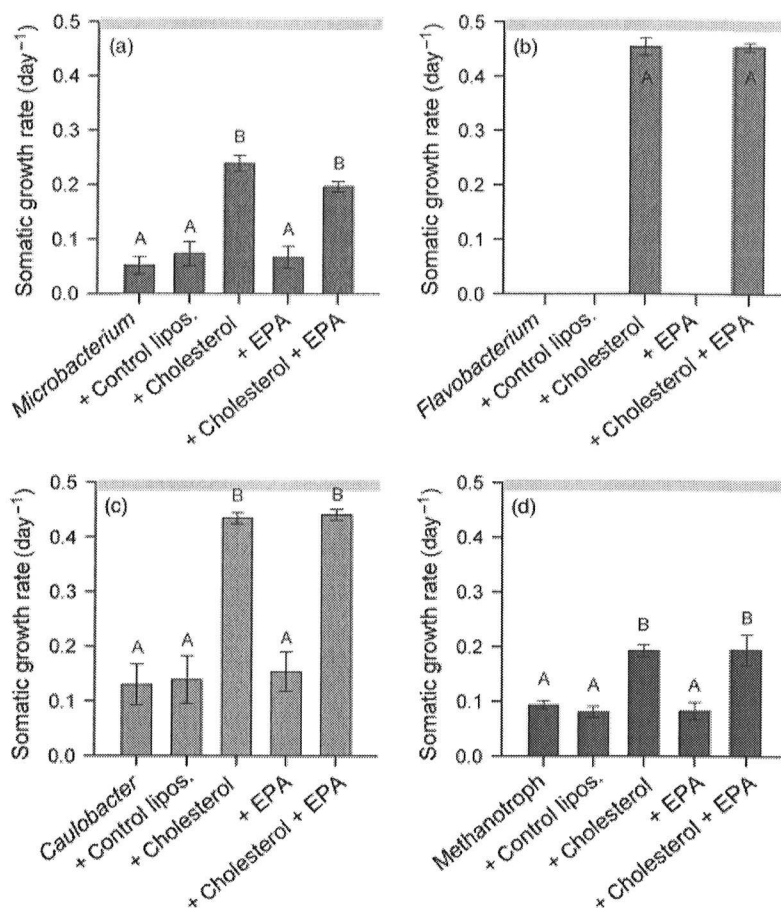 (a)
Somatic growth rate (day⁻¹)
0.5
0.4
0.3
0.2
0.1
0.0
A
A
B
A
B
Microbacterium
+ Control lipos.
+ Cholesterol
+ EPA
+ Cholesterol + EPA
(b)
Somatic growth rate (day⁻¹)
0.5
0.4
0.3
0.2
0.1
0.0
A
A
Flavobacterium
+ Control lipos.
+ Cholesterol
+ EPA
+ Cholesterol + EPA
(c)
Somatic growth rate (day⁻¹)
0.5
0.4
0.3
0.2
0.1
0.0
A
A
B
A
B
Caulobacter
+ Control lipos.
+ Cholesterol
+ EPA
+ Cholesterol + EPA
(d)
Somatic growth rate (day⁻¹)
0.5
0.4
0.3
0.2
0.1
0.0
A
A
B
A
B
Methanotroph
+ Control lipos.
+ Cholesterol
+ EPA
+ Cholesterol + EPA